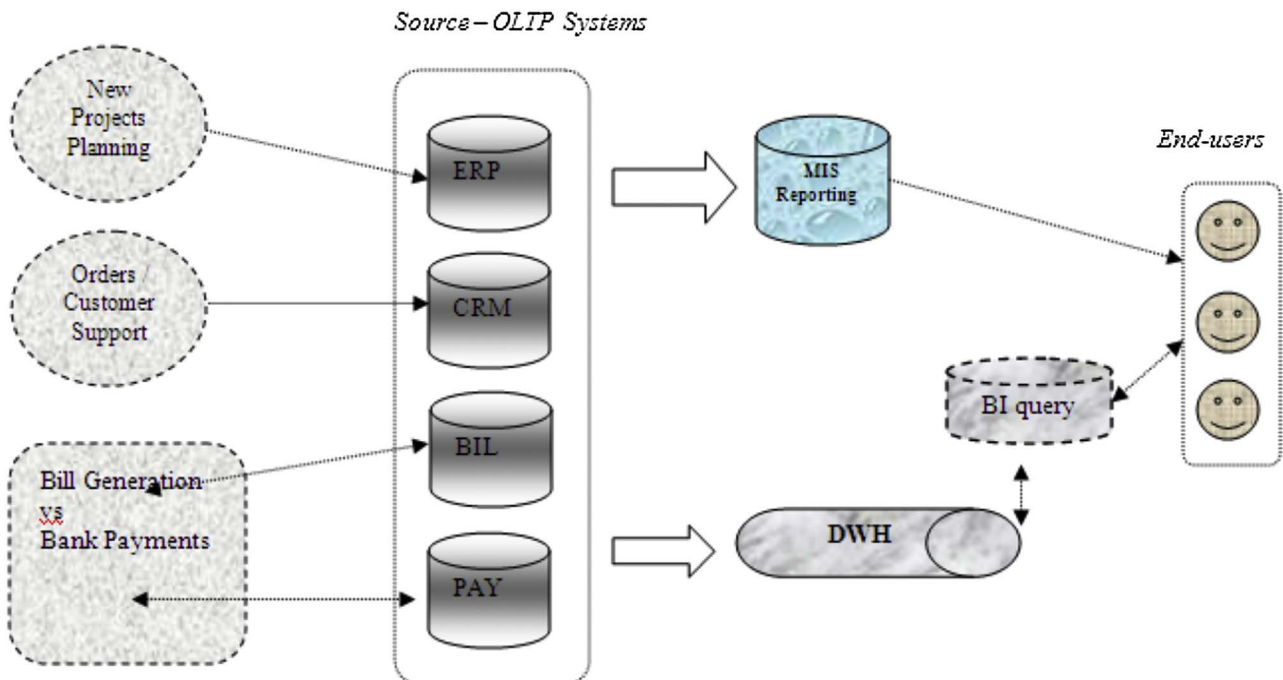 Source – OLTP Systems
New
Projects
Planning
ERP
MIS
Reporting
End-users
Orders /
Customer
Support
CRM
BI query
Bill Generation
vs
Bank Payments
BIL
DWH
PAY